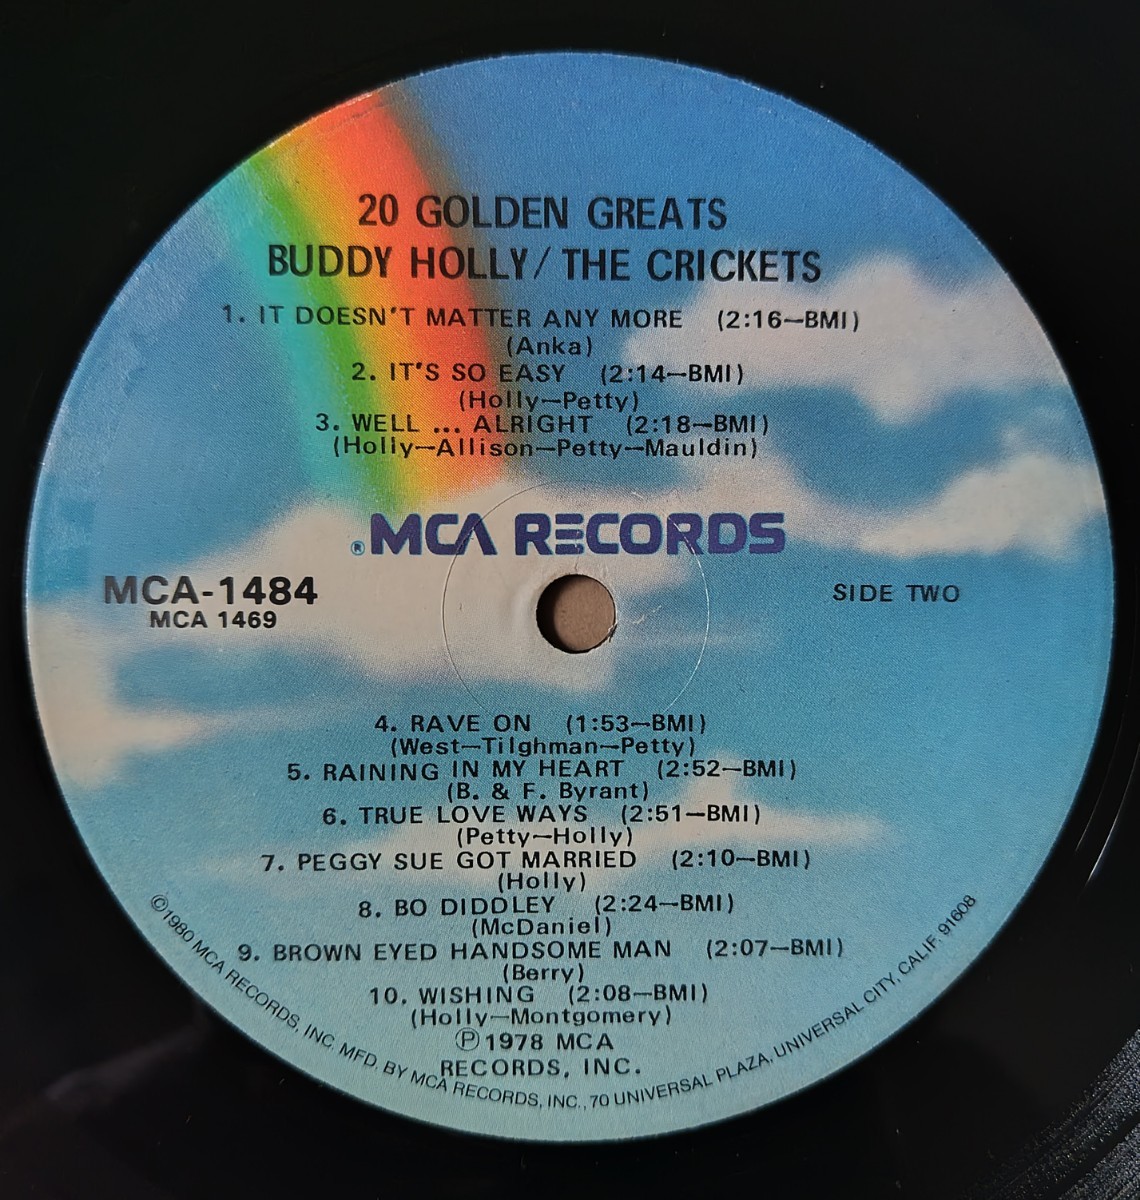 20 GOLDEN GREATS
BUDDY HOLLY/THE CRICKETS
1. IT DOESN'T MATTER ANY MORE (2:16—BMI)
(Anka)
2. IT'S SO EASY (2:14—BMI)
(Holly—Petty)
3. WELL ... ALRIGHT (2:18—BMI)
(Holly—Allison—Petty—Mauldin)
®MCA RECORDS
MCA-1484
MCA 1469
SIDE TWO
4. RAVE ON (1:53—BMI)
(West—Tilghman—Petty)
5. RAINING IN MY HEART (2:52—BMI)
(B. & F. Byrant)
6. TRUE LOVE WAYS (2:51—BMI)
(Petty—Holly)
7. PEGGY SUE GOT MARRIED (2:10—BMI)
(Holly)
8. BO DIDDLEY (2:24—BMI)
(McDaniel)
9. BROWN EYED HANDSOME MAN (2:07—BMI)
(Berry)
10. WISHING (2:08—BMI)
(Holly—Montgomery)
℗1978 MCA
RECORDS, INC.
©1980 MCA RECORDS, INC. MFD. BY MCA RECORDS, INC., 70 UNIVERSAL PLAZA, UNIVERSAL CITY, CALIF. 91608